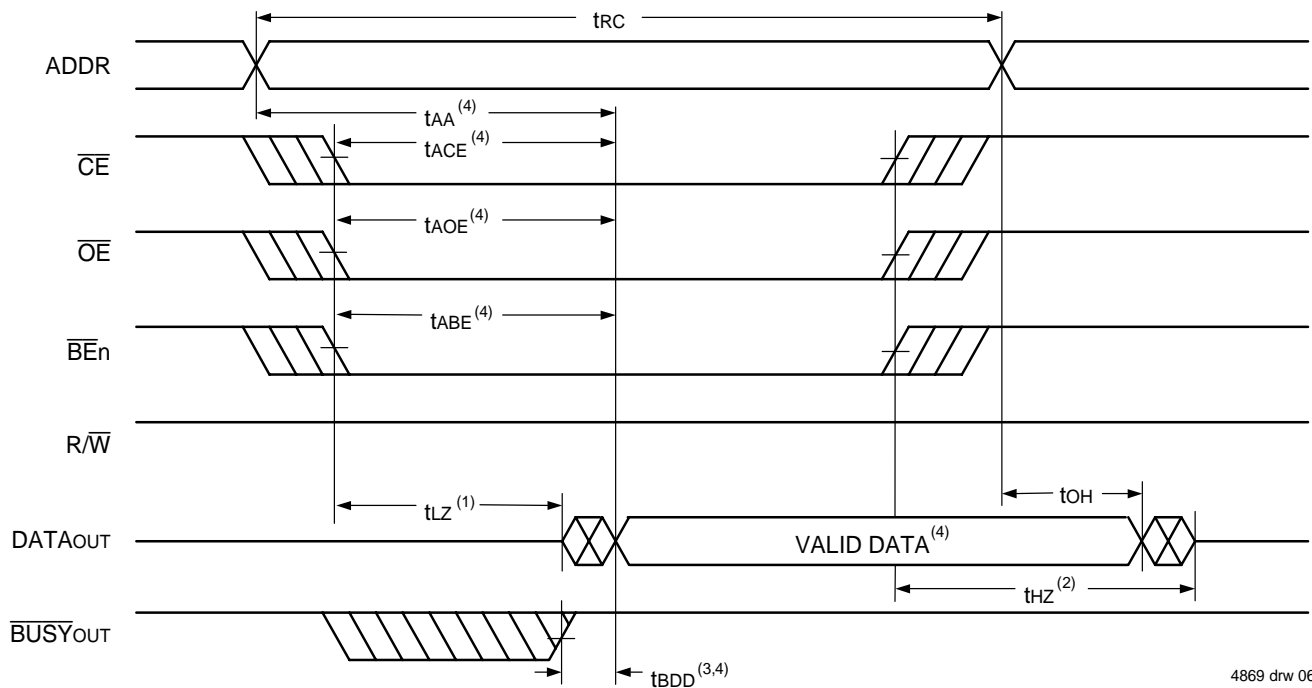 tRC
ADDR
tAA(4)
CE tACE(4)
OE tAOE(4)
BEn tABE(4)
R/W
tLZ(1) tOH
DATAOUT VALID DATA(4)
tHZ(2)
BUSYOUT
tBDD(3,4)
4869 drw 06